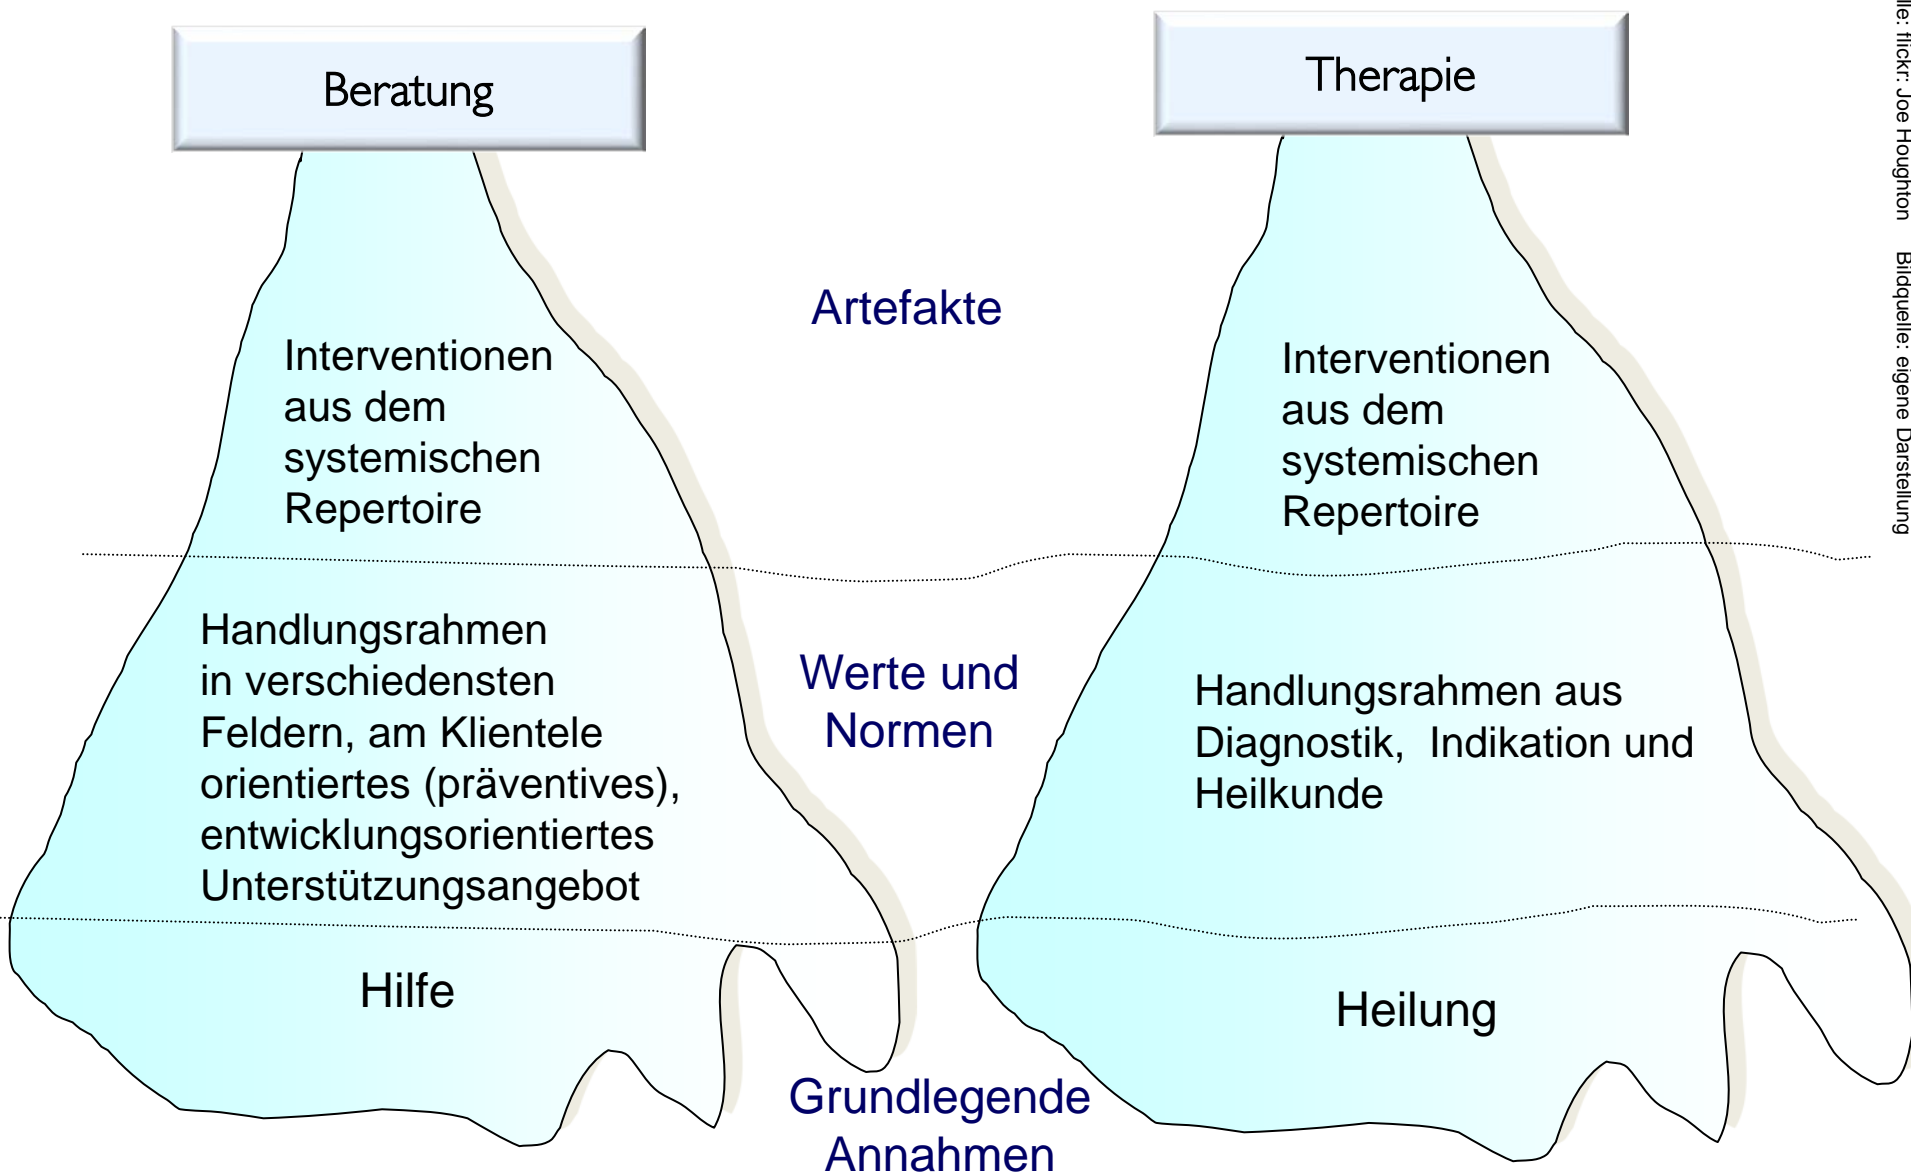 Beratung
Therapie
Artefakte
Interventionen
aus dem
systemischen
Repertoire
Interventionen
aus dem
systemischen
Repertoire
Handlungsrahmen
in verschiedensten
Feldern, am Klientele
orientiertes (präventives),
entwicklungsorientiertes
Unterstützungsangebot
Werte und
Normen
Handlungsrahmen aus
Diagnostik, Indikation und
Heilkunde
Hilfe
Heilung
Grundlegende
Annahmen
flickr: Joe Houghton Bildquelle: eigene Darstellung